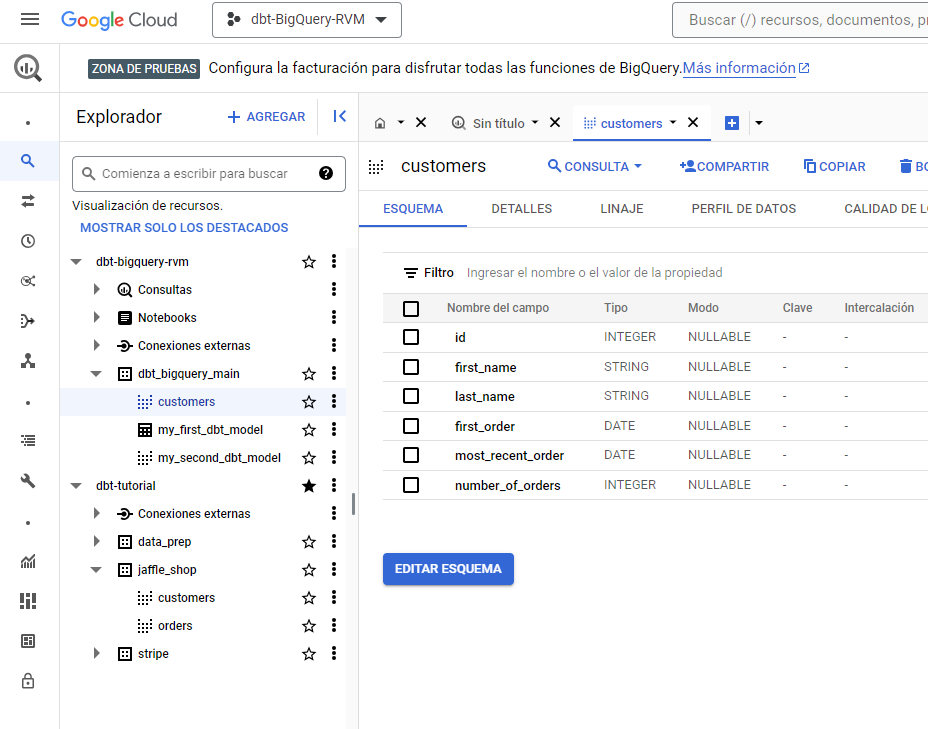 Google Cloud
dbt-BigQuery-RVM
Buscar (/) recursos, documentos, pr
ZONA DE PRUEBAS Configura la facturación para disfrutar todas las funciones de BigQuery. Más información
Explorador
AGREGAR
Comienza a escribir para buscar
Visualización de recursos.
MOSTRAR SOLO LOS DESTACADOS
dbt-bigquery-rvm
Consultas
Notebooks
Conexiones externas
dbt_bigquery_main
customers
my_first_dbt_model
my_second_dbt_model
dbt-tutorial
Conexiones externas
data_prep
jaffle_shop
customers
orders
stripe
Sin título
customers
customers
CONSULTA
COMPARTIR
COPIAR
BO
ESQUEMA DETALLES LINAJE PERFIL DE DATOS CALIDAD DE LO
Filtro Ingresar el nombre o el valor de la propiedad
Nombre del campo Tipo Modo Clave Intercalación
id INTEGER NULLABLE - -
first_name STRING NULLABLE - -
last_name STRING NULLABLE - -
first_order DATE NULLABLE - -
most_recent_order DATE NULLABLE - -
number_of_orders INTEGER NULLABLE - -
EDITAR ESQUEMA